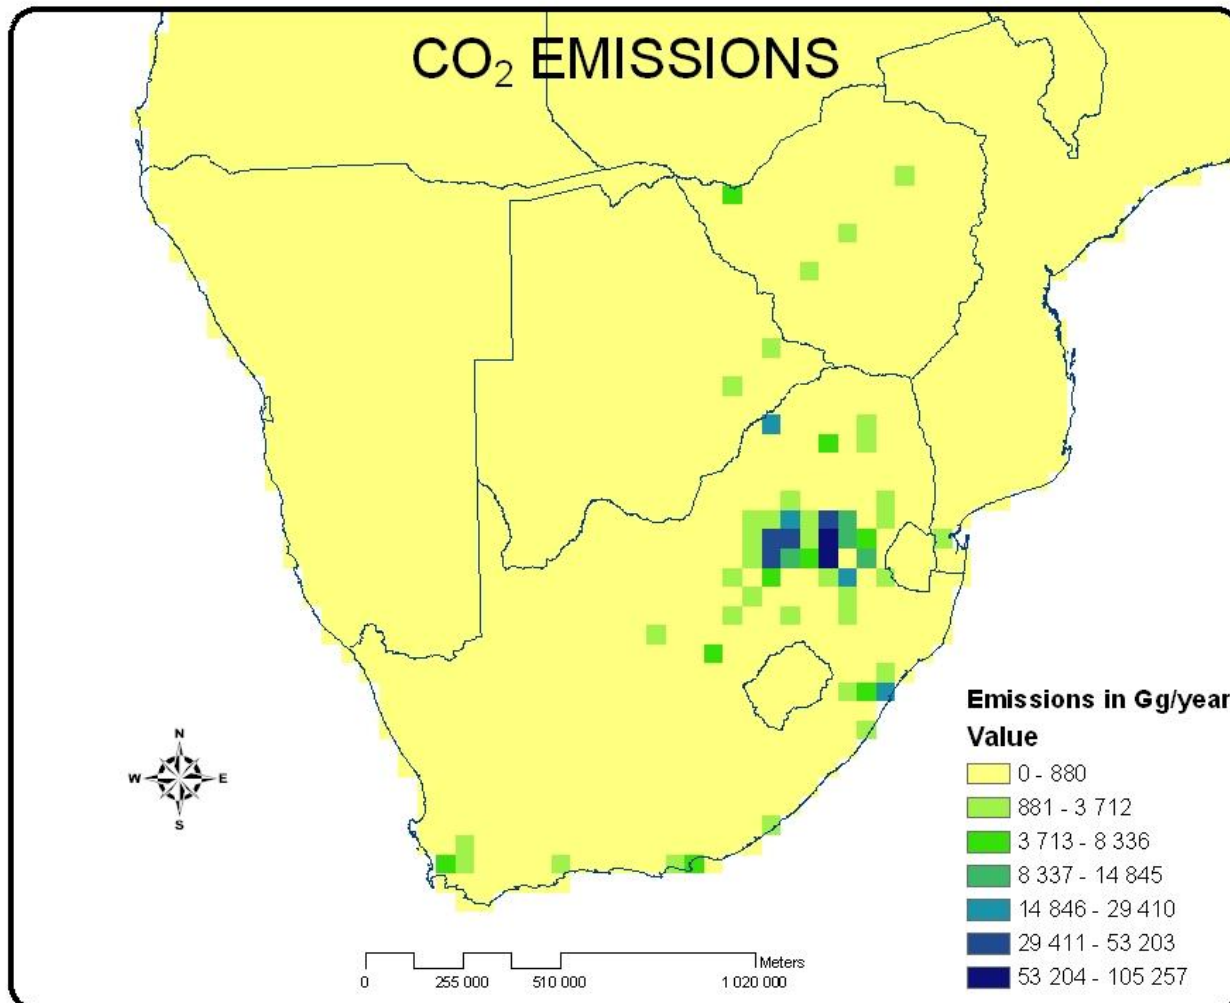 CO₂ EMISSIONS
N
W E
S
Emissions in Gg/year
Value
0 - 880
881 - 3 712
3 713 - 8 336
8 337 - 14 845
14 846 - 29 410
29 411 - 53 203
53 204 - 105 257
Meters
0 255 000 510 000 1 020 000